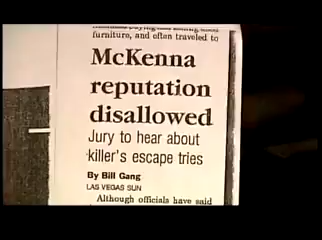 furniture, and often traveled to
McKenna
reputation
disallowed
Jury to hear about
killer's escape tries
By Bill Gang
LAS VEGAS SUN
Although officials have said